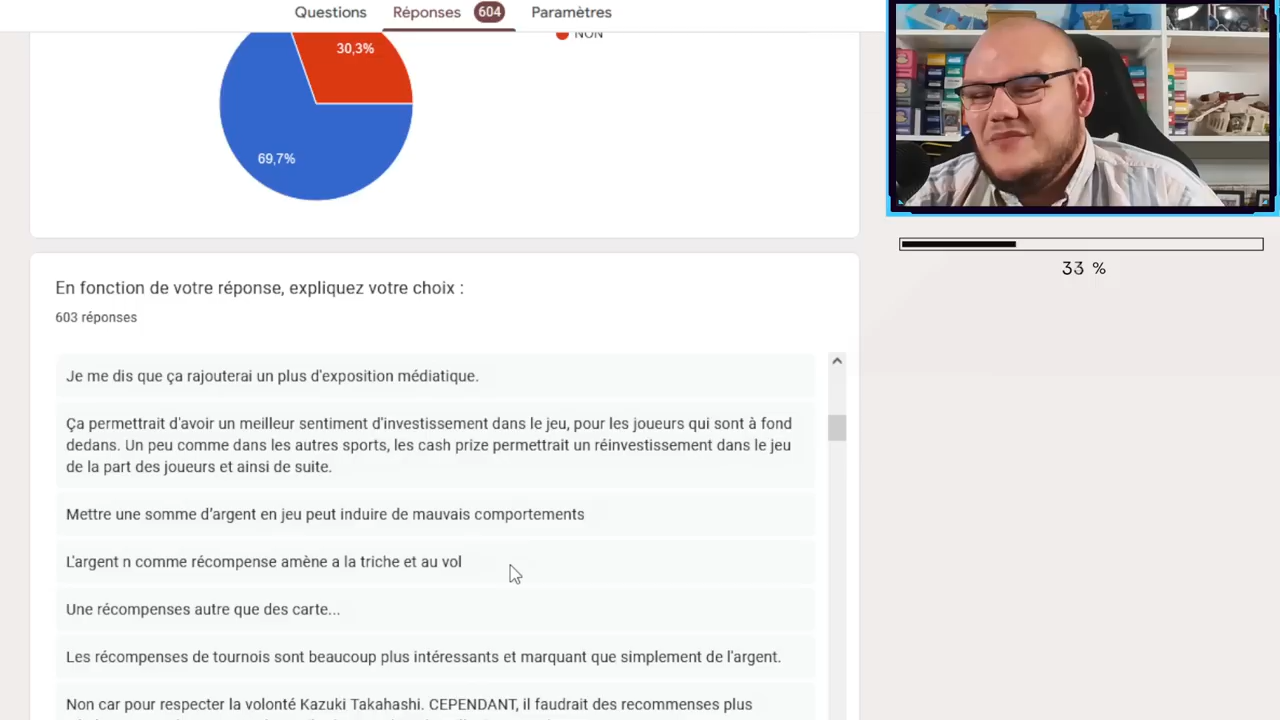 Questions
Réponses
604
Paramètres
NON
30,3%
69,7%
33 %
En fonction de votre réponse, expliquez votre choix :
603 réponses
Je me dis que ça rajouterai un plus d'exposition médiatique.
Ça permettrait d'avoir un meilleur sentiment d'investissement dans le jeu, pour les joueurs qui sont à fond
dedans. Un peu comme dans les autres sports, les cash prize permettrait un réinvestissement dans le jeu
de la part des joueurs et ainsi de suite.
Mettre une somme d'argent en jeu peut induire de mauvais comportements
L'argent n comme récompense amène a la triche et au vol
Une récompenses autre que des carte...
Les récompenses de tournois sont beaucoup plus intéressants et marquant que simplement de l'argent.
Non car pour respecter la volonté Kazuki Takahashi. CEPENDANT, il faudrait des recommenses plus